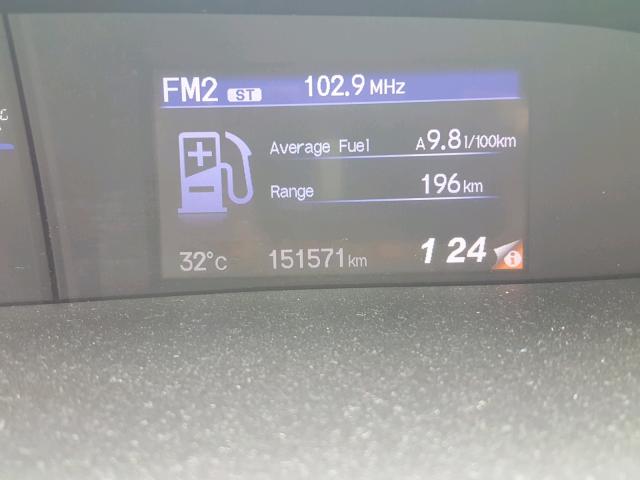 FM2 ST 102.9 MHz
Average Fuel A9.8 l/100km
Range 196 km
32°C 151571 km 1 24 i